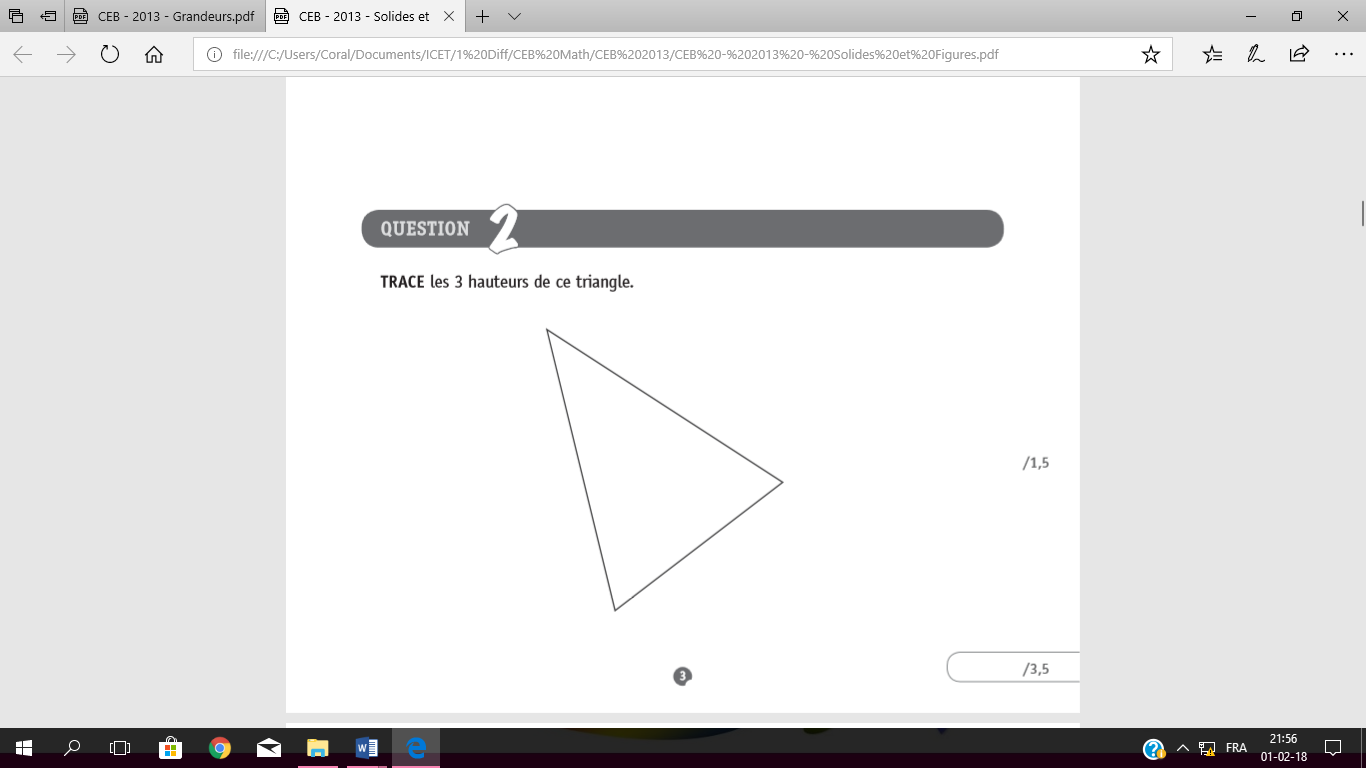 CEB - 2013 - Grandeurs.pdf
CEB - 2013 - Solides et
file:///C:/Users/Coral/Documents/ICET/1%20Diff/CEB%20Math/CEB%202013/CEB%20-%202013%20-%20Solides%20et%20Figures.pdf
QUESTION 2
TRACE les 3 hauteurs de ce triangle.
/1,5
3
/3,5
FRA
21:56
01-02-18